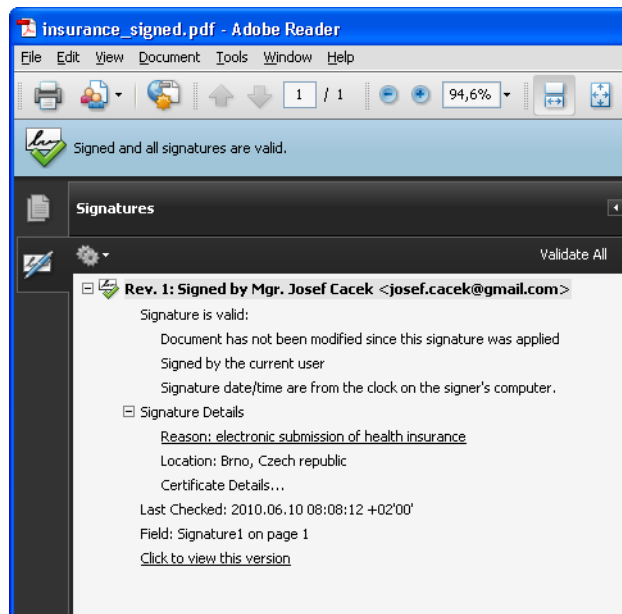 insurance_signed.pdf - Adobe Reader
File Edit View Document Tools Window Help
1 / 1 94,6%
Signed and all signatures are valid.
Signatures
Validate All
Rev. 1: Signed by Mgr. Josef Cacek <josef.cacek@gmail.com>
Signature is valid:
Document has not been modified since this signature was applied
Signed by the current user
Signature date/time are from the clock on the signer's computer.
Signature Details
Reason: electronic submission of health insurance
Location: Brno, Czech republic
Certificate Details...
Last Checked: 2010.06.10 08:08:12 +02'00'
Field: Signature1 on page 1
Click to view this version